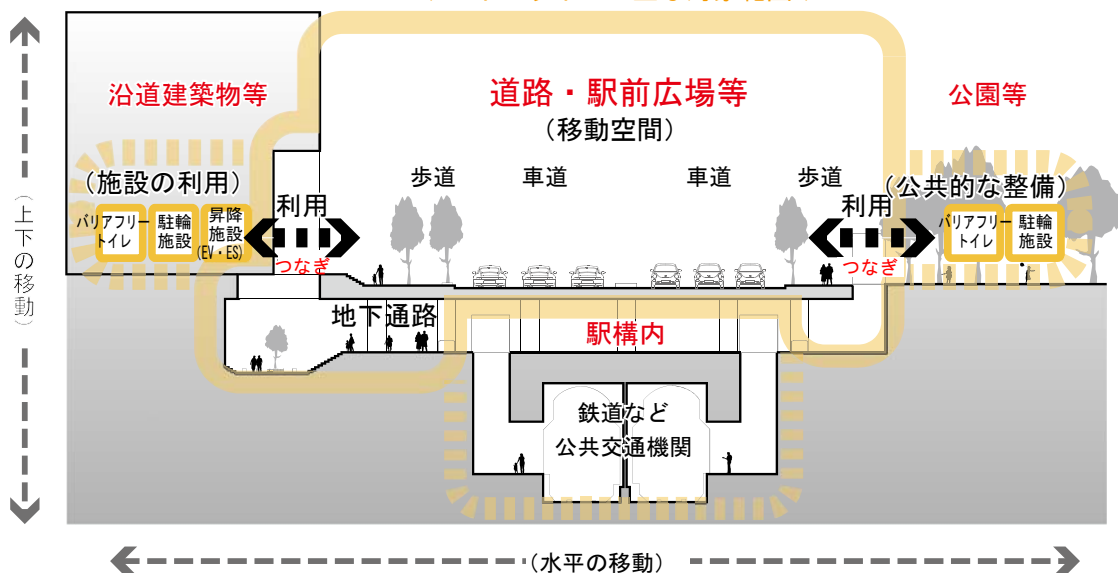 沿道建築物等
道路・駅前広場等
(移動空間)
公園等
(施設の利用)
歩道
車道
車道
歩道
(公共的な整備)
バリアフリー
トイレ
駐輪
施設
昇降
施設
(EV・ES)
利用
つなぎ
利用
つなぎ
バリアフリー
トイレ
駐輪
施設
(上下の移動)
地下通路
駅構内
鉄道など
公共交通機関
(水平の移動)